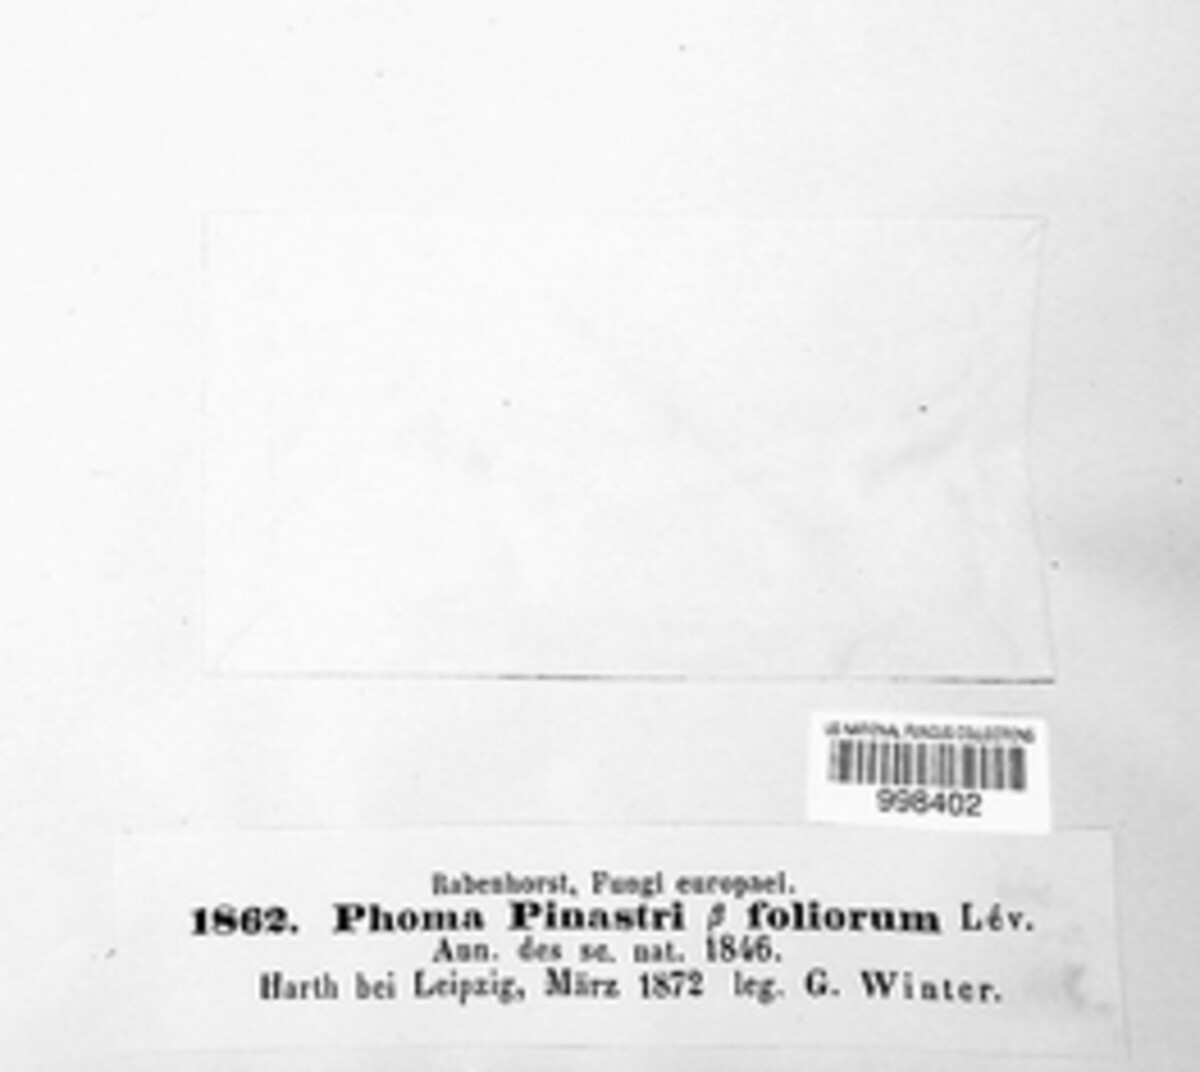 US NATIONAL FUNGUS COLLECTIONS
998402
Rabenhorst, Fungi europaei.
1862. Phoma Pinastri β foliorum Lév.
Ann. des sc. nat. 1846.
Harth bei Leipzig, März 1872 leg. G. Winter.